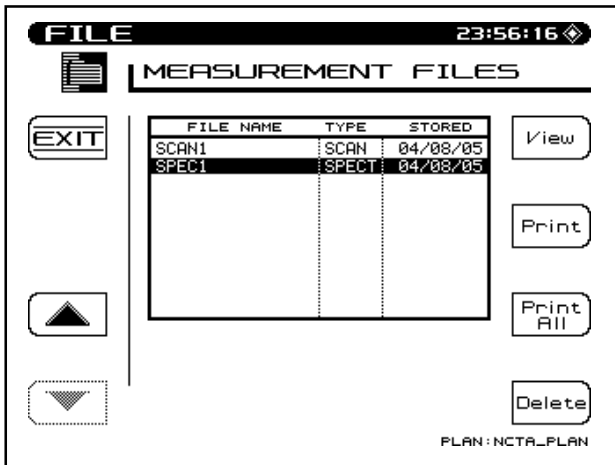 FILE 23:56:16
MEASUREMENT FILES
EXIT
FILE NAME TYPE STORED
SCAN1 SCAN 04/08/05
SPEC1 SPECT 04/08/05
View
Print
Print
All
Delete
PLAN:NCTA_PLAN